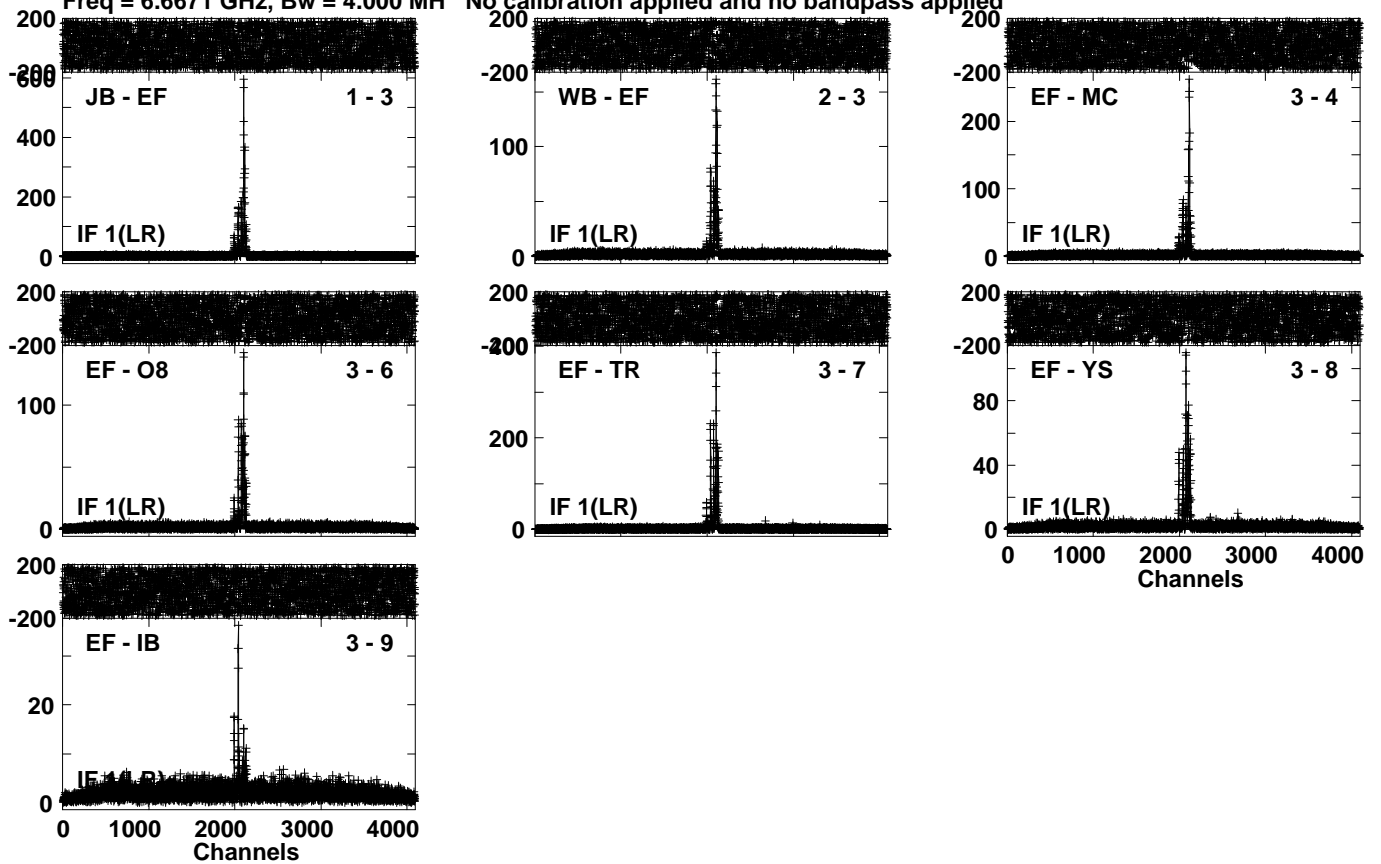 Freq = 6.6671 GHz, Bw = 4.000 MH No calibration applied and no bandpass applied
200 200 200
-200 -200 -200
600
JB - EF 1 - 3 WB - EF 2 - 3 EF - MC 3 - 4
400 100 200
200 100
IF 1(LR) IF 1(LR) IF 1(LR)
0 0 0
200 200 200
-200 -200 -200
400
EF - O8 3 - 6 EF - TR 3 - 7 EF - YS 3 - 8
100 200 80
40
IF 1(LR) IF 1(LR) IF 1(LR)
0 0 0
0 1000 2000 3000 4000
Channels
200
-200
EF - IB 3 - 9
20
IF 1(LR)
0
0 1000 2000 3000 4000
Channels